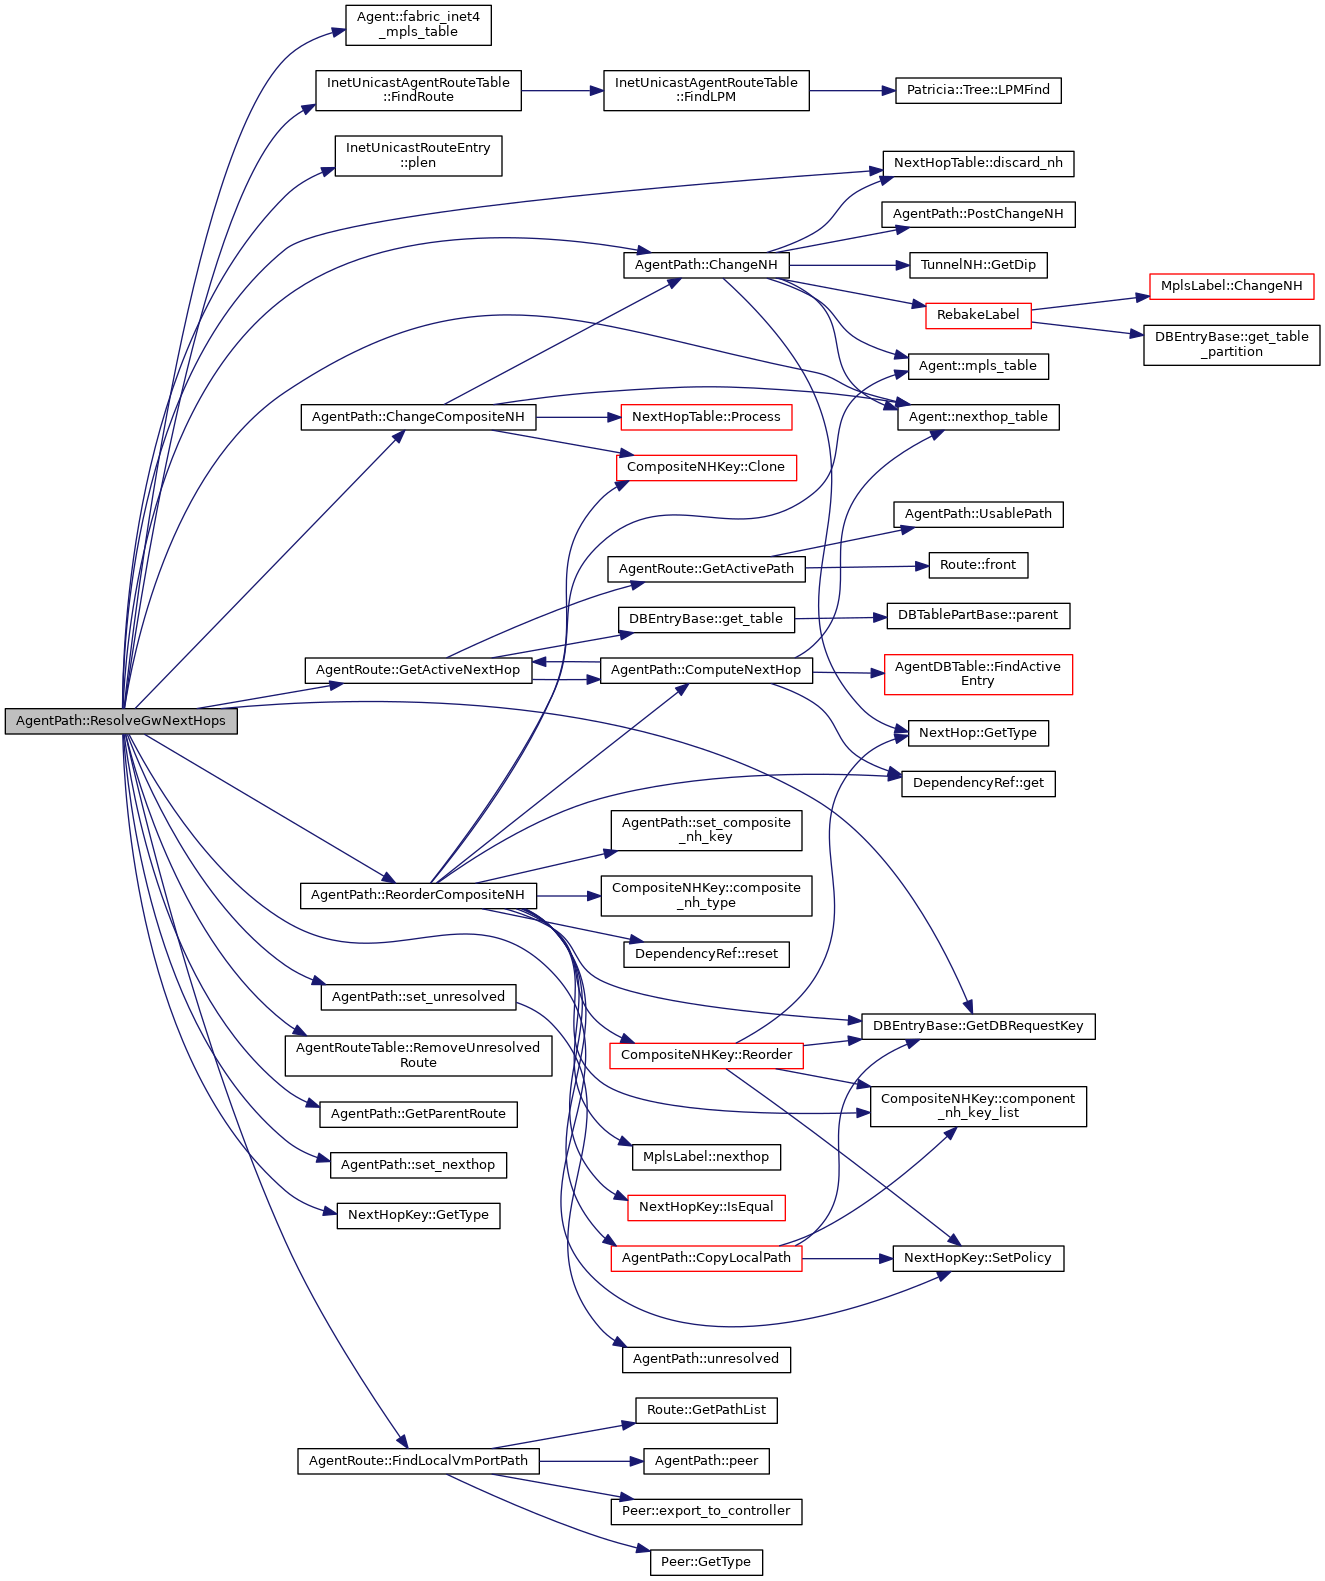 Agent::fabric_inet4
_mpls_table
InetUnicastAgentRouteTable
::FindRoute
InetUnicastAgentRouteTable
::FindLPM
Patricia::Tree::LPMFind
InetUnicastRouteEntry
::plen
NextHopTable::discard_nh
AgentPath::PostChangeNH
AgentPath::ChangeNH
TunnelNH::GetDip
MplsLabel::ChangeNH
RebakeLabel
DBEntryBase::get_table
_partition
Agent::mpls_table
AgentPath::ChangeCompositeNH
NextHopTable::Process
Agent::nexthop_table
CompositeNHKey::Clone
AgentPath::UsablePath
AgentRoute::GetActivePath
Route::front
DBEntryBase::get_table
DBTablePartBase::parent
AgentRoute::GetActiveNextHop
AgentPath::ComputeNextHop
AgentDBTable::FindActive
Entry
AgentPath::ResolveGwNextHops
NextHop::GetType
DependencyRef::get
AgentPath::set_composite
_nh_key
AgentPath::ReorderCompositeNH
CompositeNHKey::composite
_nh_type
DependencyRef::reset
AgentPath::set_unresolved
DBEntryBase::GetDBRequestKey
AgentRouteTable::RemoveUnresolved
Route
CompositeNHKey::Reorder
CompositeNHKey::component
_nh_key_list
AgentPath::GetParentRoute
MplsLabel::nexthop
AgentPath::set_nexthop
NextHopKey::GetType
NextHopKey::IsEqual
AgentPath::CopyLocalPath
NextHopKey::SetPolicy
AgentPath::unresolved
Route::GetPathList
AgentRoute::FindLocalVmPortPath
AgentPath::peer
Peer::export_to_controller
Peer::GetType